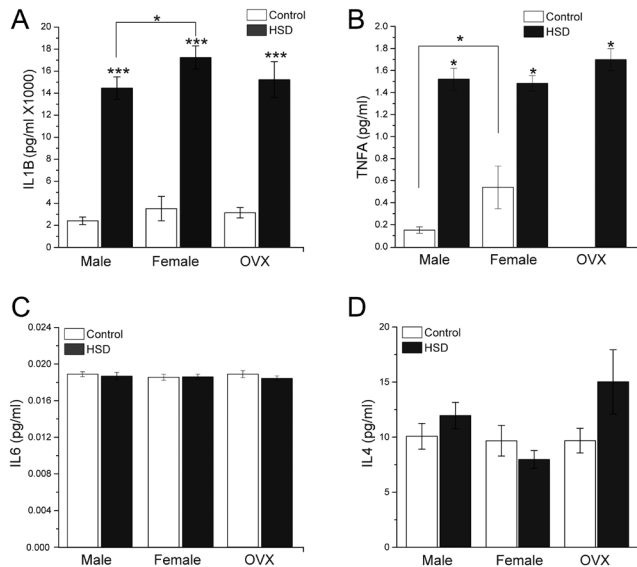 A
Control
HSD
*
***
***
***
IL1B (pg/ml X1000)
20
18
16
14
12
10
8
6
4
2
0
Male Female OVX
B
Control
HSD
*
*
*
*
TNFA (pg/ml)
2.0
1.8
1.6
1.4
1.2
1.0
0.8
0.6
0.4
0.2
0.0
Male Female OVX
C
Control
HSD
IL6 (pg/ml)
0.024
0.020
0.016
0.012
0.008
0.004
0.000
Male Female OVX
D
Control
HSD
IL4 (pg/ml)
20
15
10
5
0
Male Female OVX